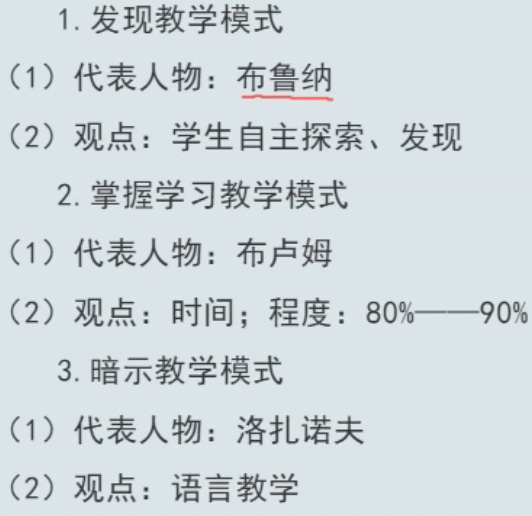 1.发现教学模式
（1）代表人物：布鲁纳
（2）观点：学生自主探索、发现
2.掌握学习教学模式
（1）代表人物：布卢姆
（2）观点：时间；程度：80%——90%
3.暗示教学模式
（1）代表人物：洛扎诺夫
（2）观点：语言教学